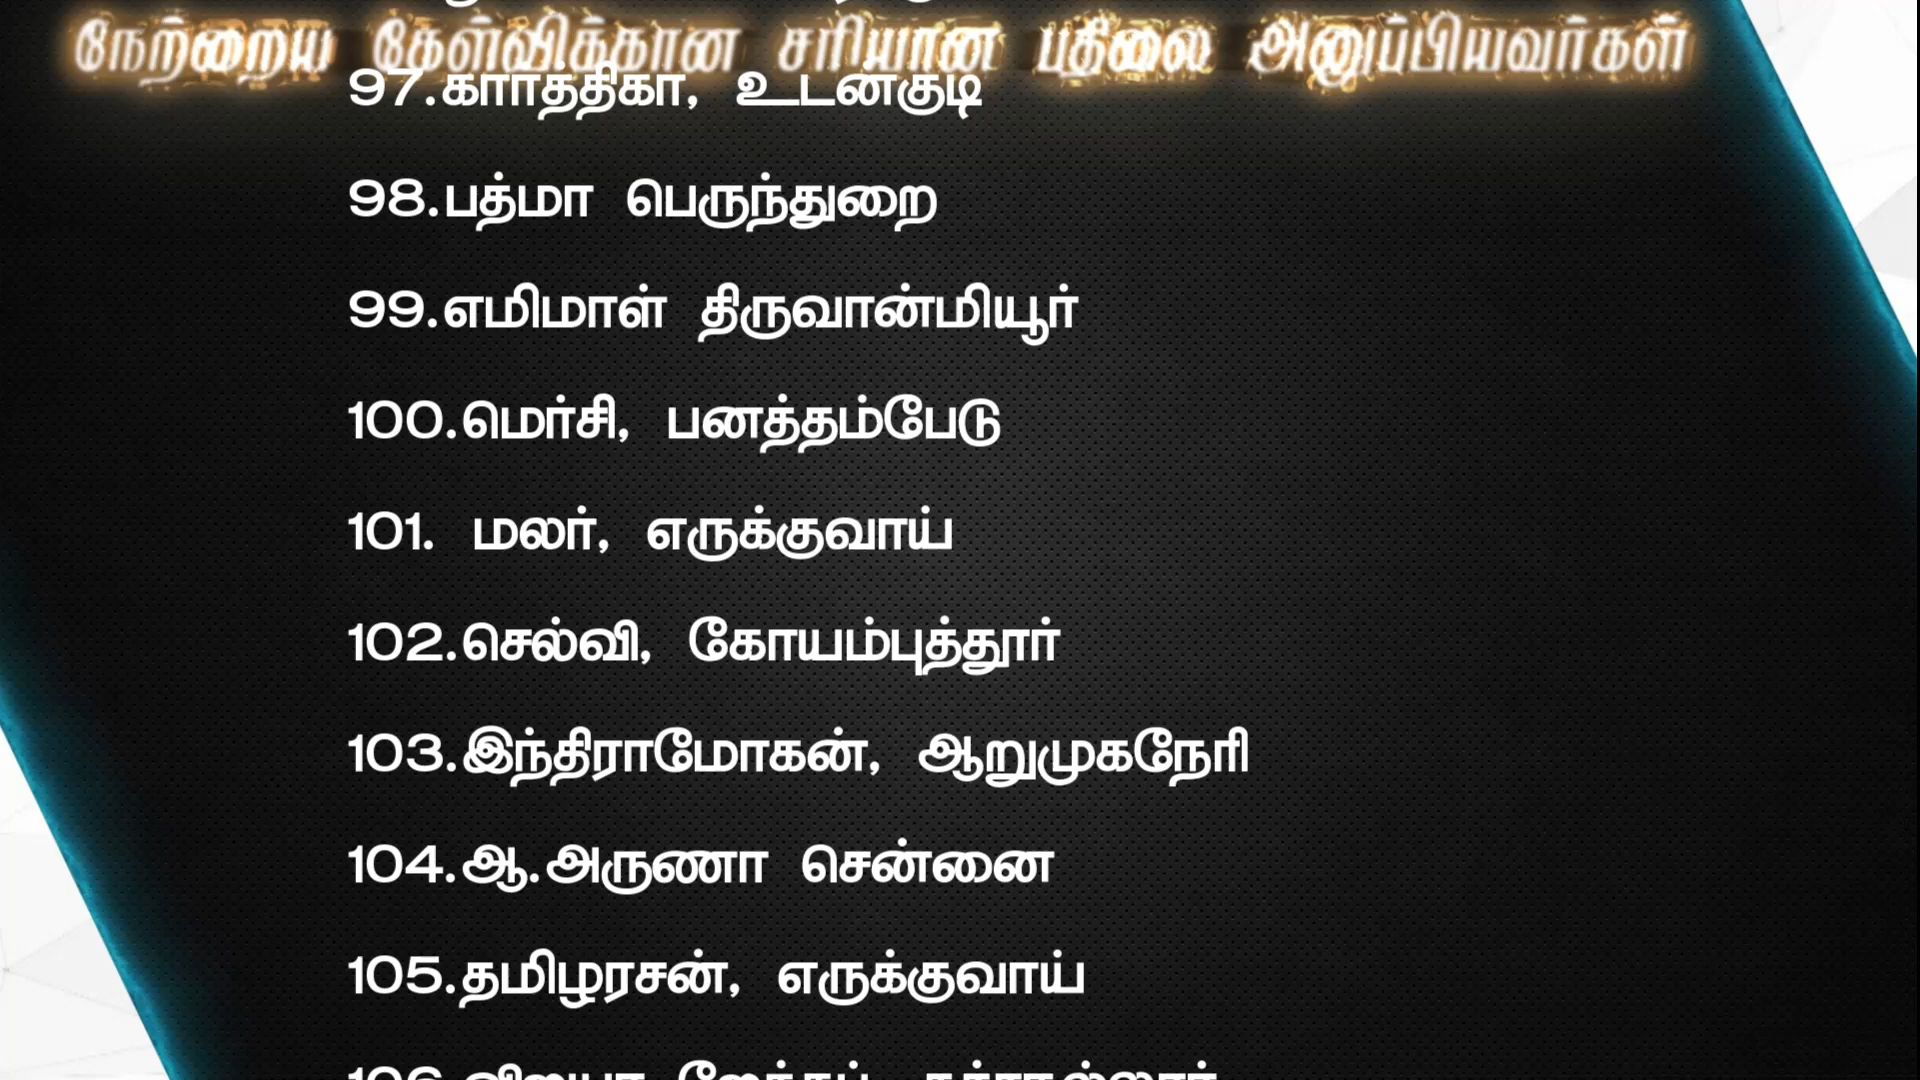 நேற்றைய கேள்விக்கான சரியான பதிலை அனுப்பியவர்கள்
97.கார்த்திகா, உடன்குடி
98.பத்மா பெருந்துறை
99.எமிமாள் திருவான்மியூர்
100.மெர்சி, பனத்தம்பேடு
101. மலர், எருக்குவாய்
102.செல்வி, கோயம்புத்தூர்
103.இந்திராமோகன், ஆறுமுகநேரி
104.ஆ.அருணா சென்னை
105.தமிழரசன், எருக்குவாய்